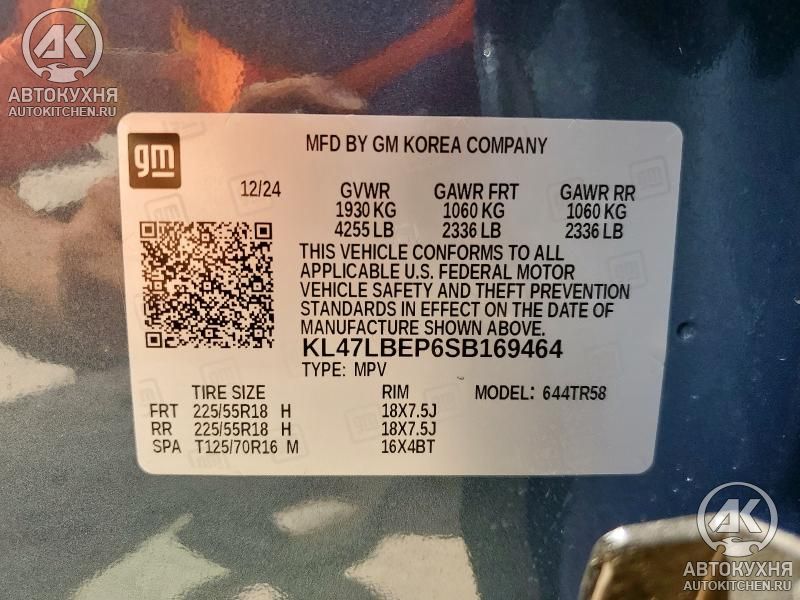 AK
АВТОКУХНЯ
AUTOKITCHEN.RU
gm
MFD BY GM KOREA COMPANY
12/24 GVWR GAWR FRT GAWR RR
1930 KG 1060 KG 1060 KG
4255 LB 2336 LB 2336 LB
THIS VEHICLE CONFORMS TO ALL
APPLICABLE U.S. FEDERAL MOTOR
VEHICLE SAFETY AND THEFT PREVENTION
STANDARDS IN EFFECT ON THE DATE OF
MANUFACTURE SHOWN ABOVE.
KL47LBEP6SB169464
TYPE: MPV
TIRE SIZE RIM MODEL: 644TR58
FRT 225/55R18 H 18X7.5J
RR 225/55R18 H 18X7.5J
SPA T125/70R16 M 16X4BT
AK
АВТОКУХНЯ
AUTOKITCHEN.RU